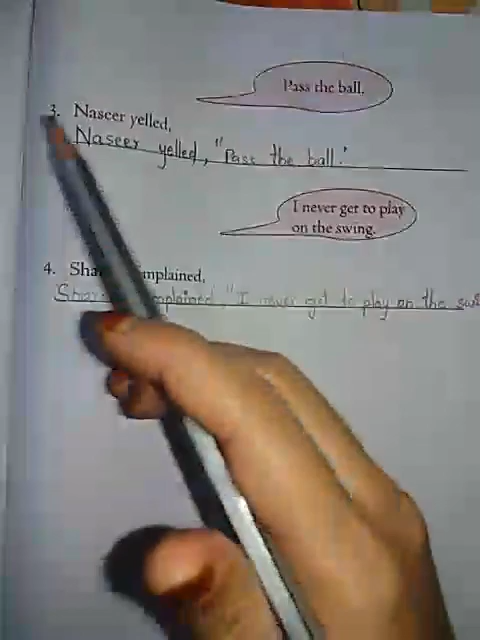 Pass the ball.
3. Naseer yelled,
Naseer yelled, "Pass the ball."
I never get to play
on the swing.
4. complained,
complained, "I never get to play on the